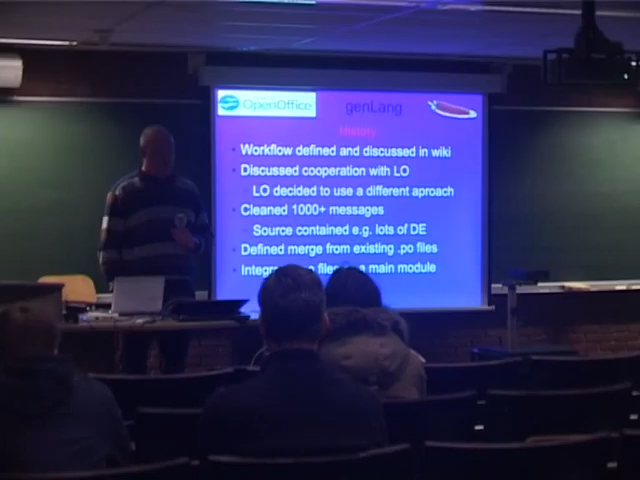 OpenOffice
genLang
History
Workflow defined and discussed in wiki
Discussed cooperation with LO
LO decided to use a different aproach
Cleaned 1000+ messages
Source contained e.g. lots of DE
Defined merge from existing .po files
main module